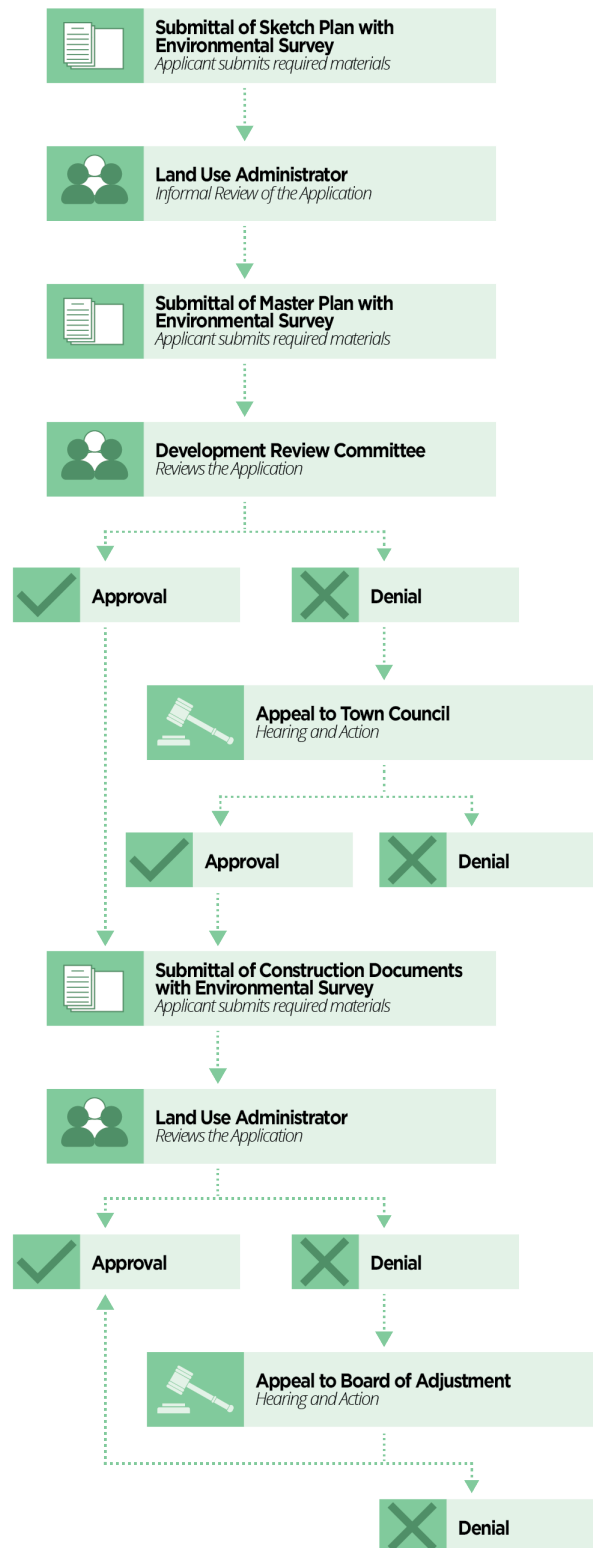 Submittal of Sketch Plan with
Environmental Survey
Applicant submits required materials
Land Use Administrator
Informal Review of the Application
Submittal of Master Plan with
Environmental Survey
Applicant submits required materials
Development Review Committee
Reviews the Application
Approval
Denial
Appeal to Town Council
Hearing and Action
Approval
Denial
Submittal of Construction Documents
with Environmental Survey
Applicant submits required materials
Land Use Administrator
Reviews the Application
Approval
Denial
Appeal to Board of Adjustment
Hearing and Action
Denial